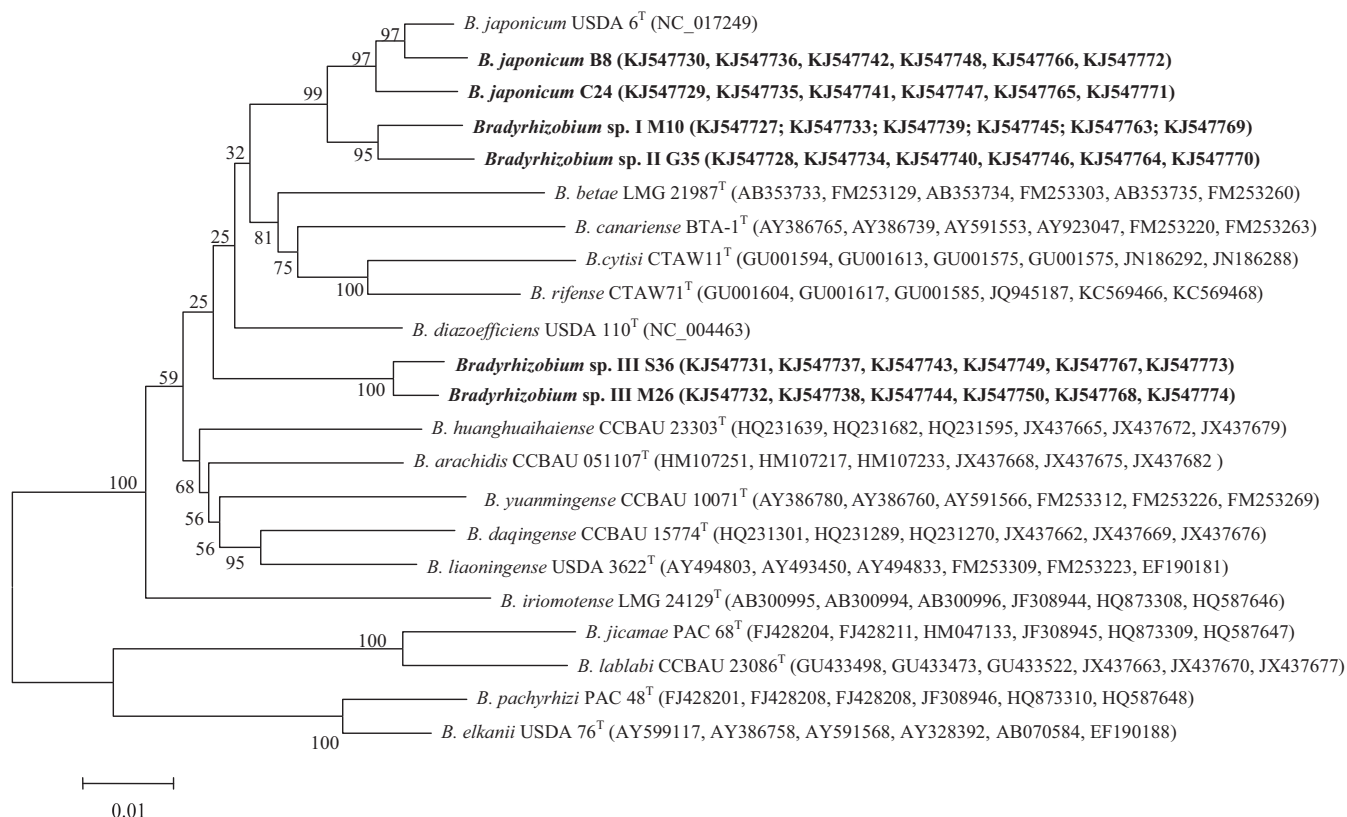 B. japonicum USDA 6T (NC_017249)
97
B. japonicum B8 (KJ547730, KJ547736, KJ547742, KJ547748, KJ547766, KJ547772)
97
B. japonicum C24 (KJ547729, KJ547735, KJ547741, KJ547747, KJ547765, KJ547771)
99
Bradyrhizobium sp. I M10 (KJ547727; KJ547733; KJ547739; KJ547745; KJ547763; KJ547769)
95
Bradyrhizobium sp. II G35 (KJ547728, KJ547734, KJ547740, KJ547746, KJ547764, KJ547770)
32
B. betae LMG 21987T (AB353733, FM253129, AB353734, FM253303, AB353735, FM253260)
B. canariense BTA-1T (AY386765, AY386739, AY591553, AY923047, FM253220, FM253263)
25
81
B.cytisi CTAW11T (GU001594, GU001613, GU001575, GU001575, JN186292, JN186288)
75
B. rifense CTAW71T (GU001604, GU001617, GU001585, JQ945187, KC569466, KC569468)
100
25
B. diazoefficiens USDA 110T (NC_004463)
Bradyrhizobium sp. III S36 (KJ547731, KJ547737, KJ547743, KJ547749, KJ547767, KJ547773)
59
100
Bradyrhizobium sp. III M26 (KJ547732, KJ547738, KJ547744, KJ547750, KJ547768, KJ547774)
B. huanghuaihaiense CCBAU 23303T (HQ231639, HQ231682, HQ231595, JX437665, JX437672, JX437679)
B. arachidis CCBAU 051107T (HM107251, HM107217, HM107233, JX437668, JX437675, JX437682 )
100
68
B. yuanmingense CCBAU 10071T (AY386780, AY386760, AY591566, FM253312, FM253226, FM253269)
56
B. daqingense CCBAU 15774T (HQ231301, HQ231289, HQ231270, JX437662, JX437669, JX437676)
56
95
B. liaoningense USDA 3622T (AY494803, AY493450, AY494833, FM253309, FM253223, EF190181)
B. iriomotense LMG 24129T (AB300995, AB300994, AB300996, JF308944, HQ873308, HQ587646)
B. jicamae PAC 68T (FJ428204, FJ428211, HM047133, JF308945, HQ873309, HQ587647)
100
B. lablabi CCBAU 23086T (GU433498, GU433473, GU433522, JX437663, JX437670, JX437677)
B. pachyrhizi PAC 48T (FJ428201, FJ428208, FJ428208, JF308946, HQ873310, HQ587648)
100
B. elkanii USDA 76T (AY599117, AY386758, AY591568, AY328392, AB070584, EF190188)
0.01